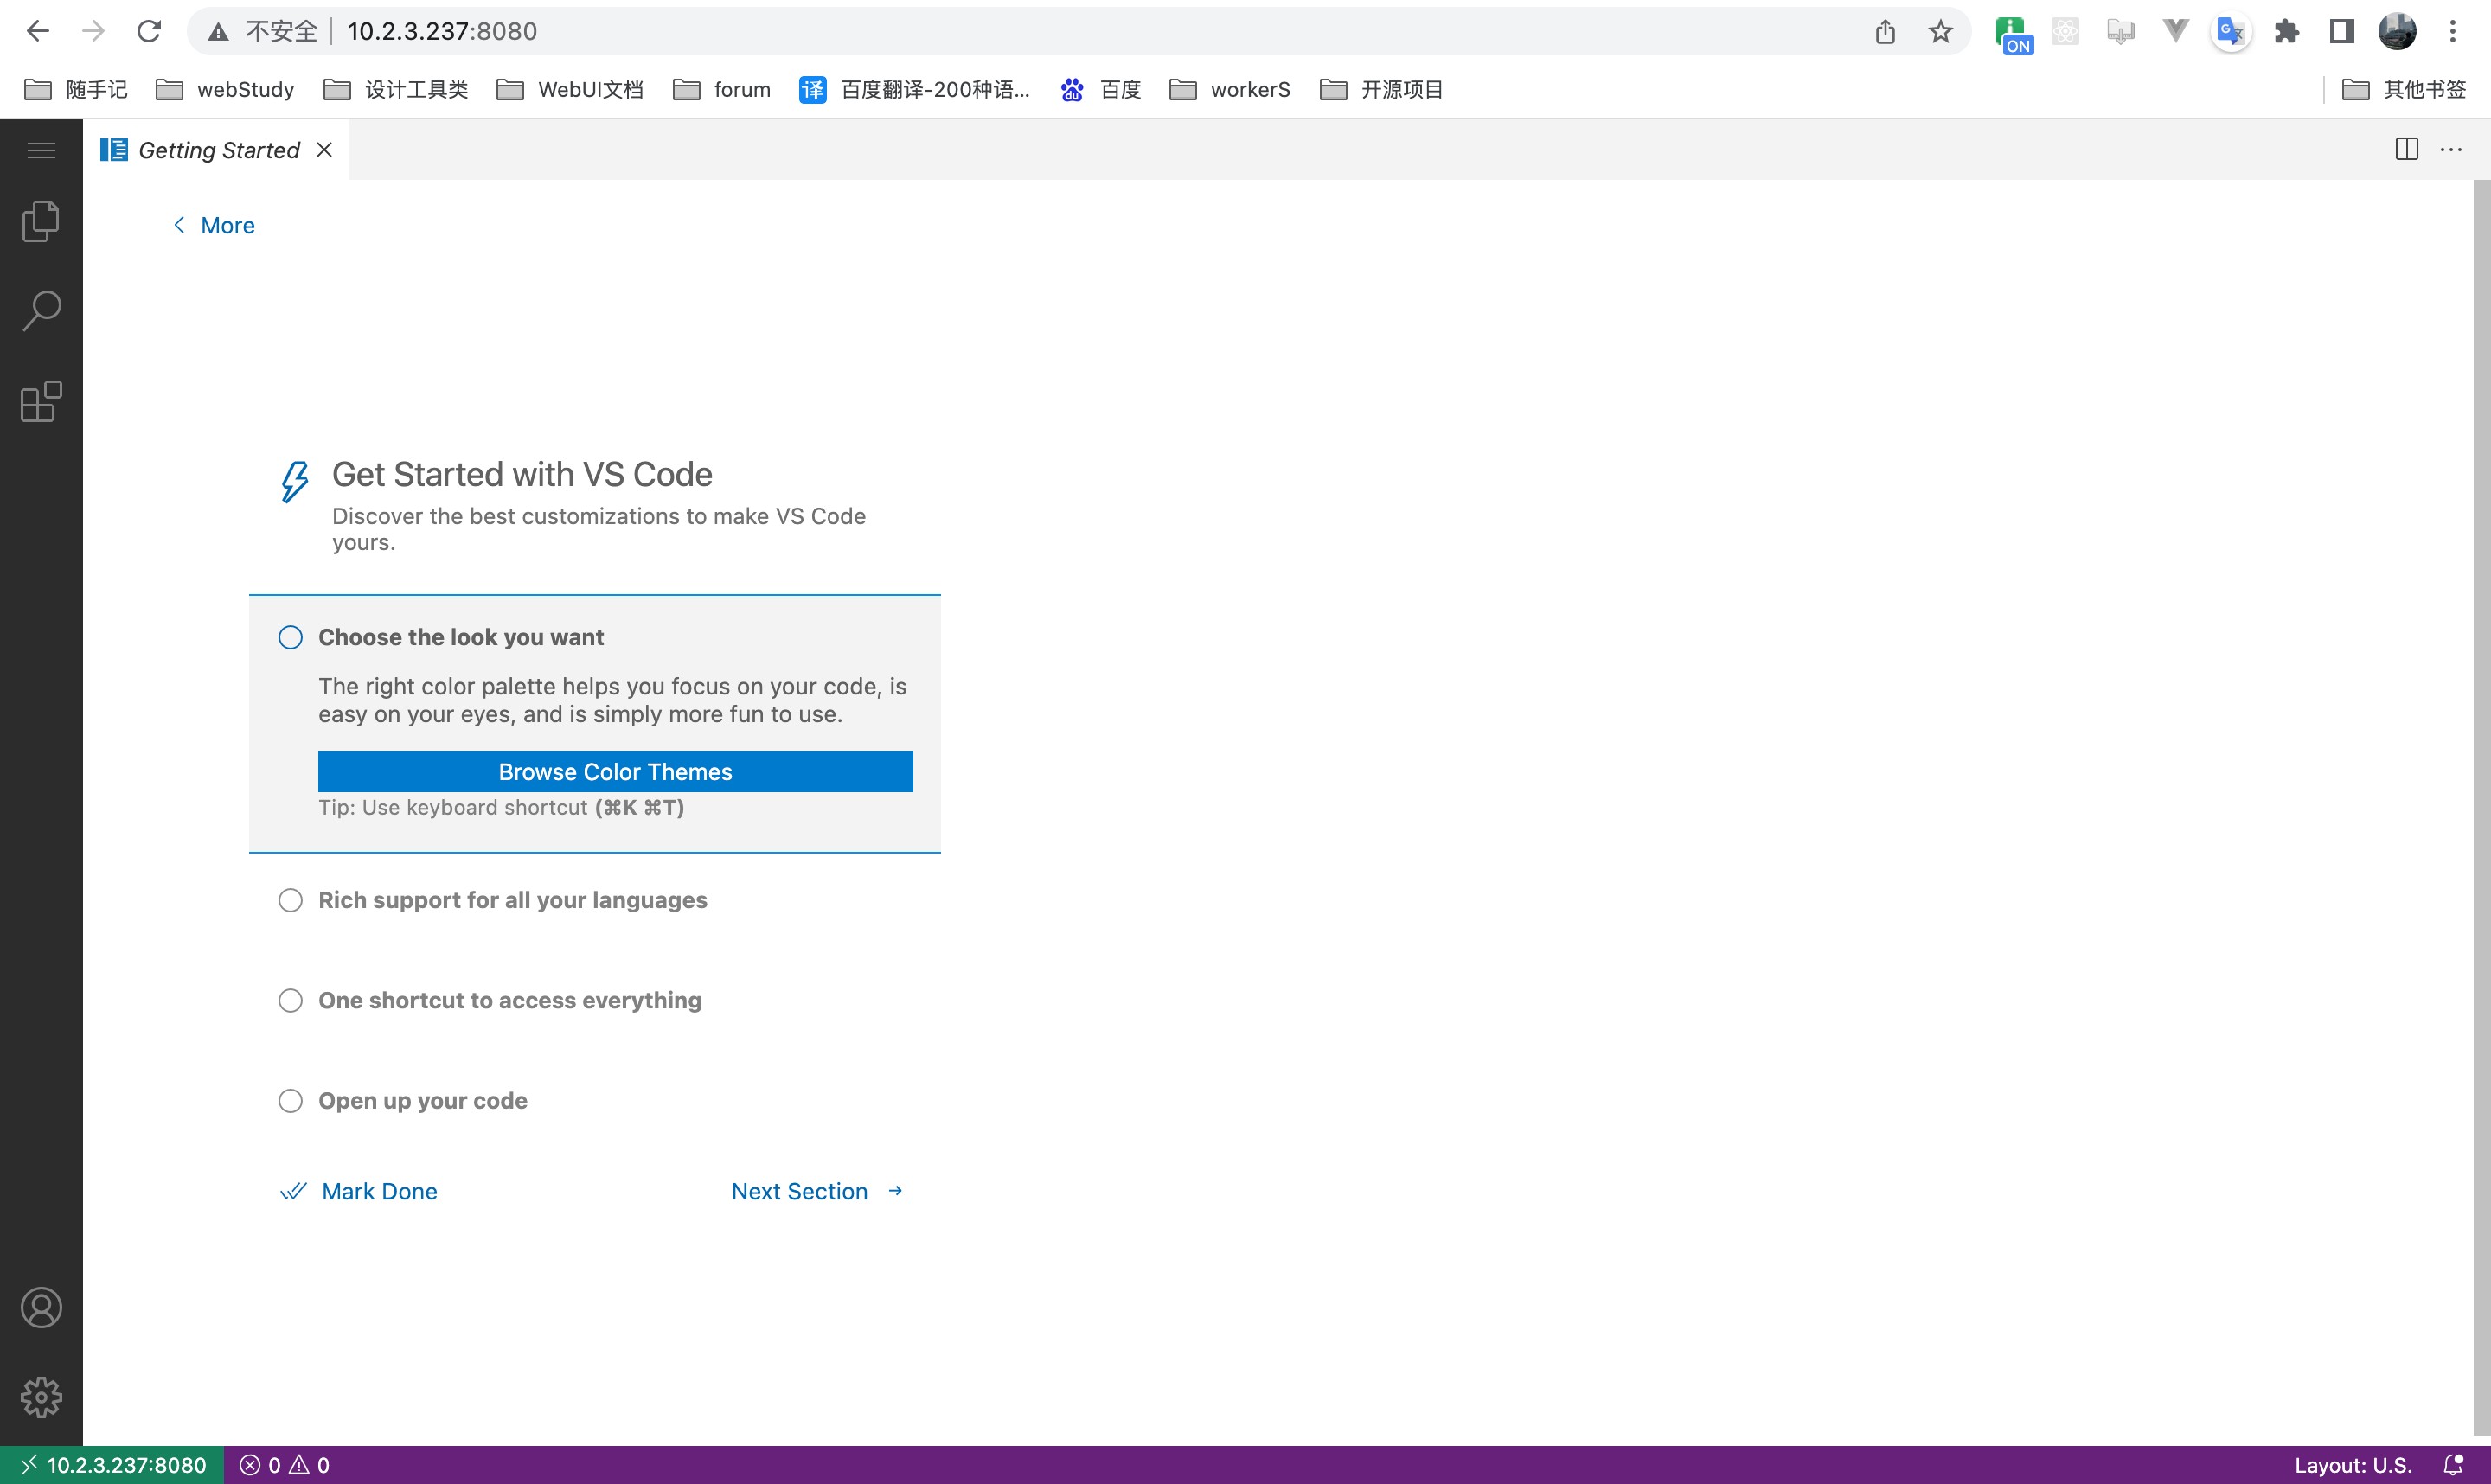 不安全 10.2.3.237:8080
ON
随手记 webStudy 设计工具类 WebUI文档 forum 译 百度翻译-200种语... du 百度 workerS 开源项目 其他书签
Getting Started
More
Get Started with VS Code
Discover the best customizations to make VS Code
yours.
Choose the look you want
The right color palette helps you focus on your code, is
easy on your eyes, and is simply more fun to use.
Browse Color Themes
Tip: Use keyboard shortcut (⌘K ⌘T)
Rich support for all your languages
One shortcut to access everything
Open up your code
Mark Done Next Section
10.2.3.237:8080 0 0 Layout: U.S.